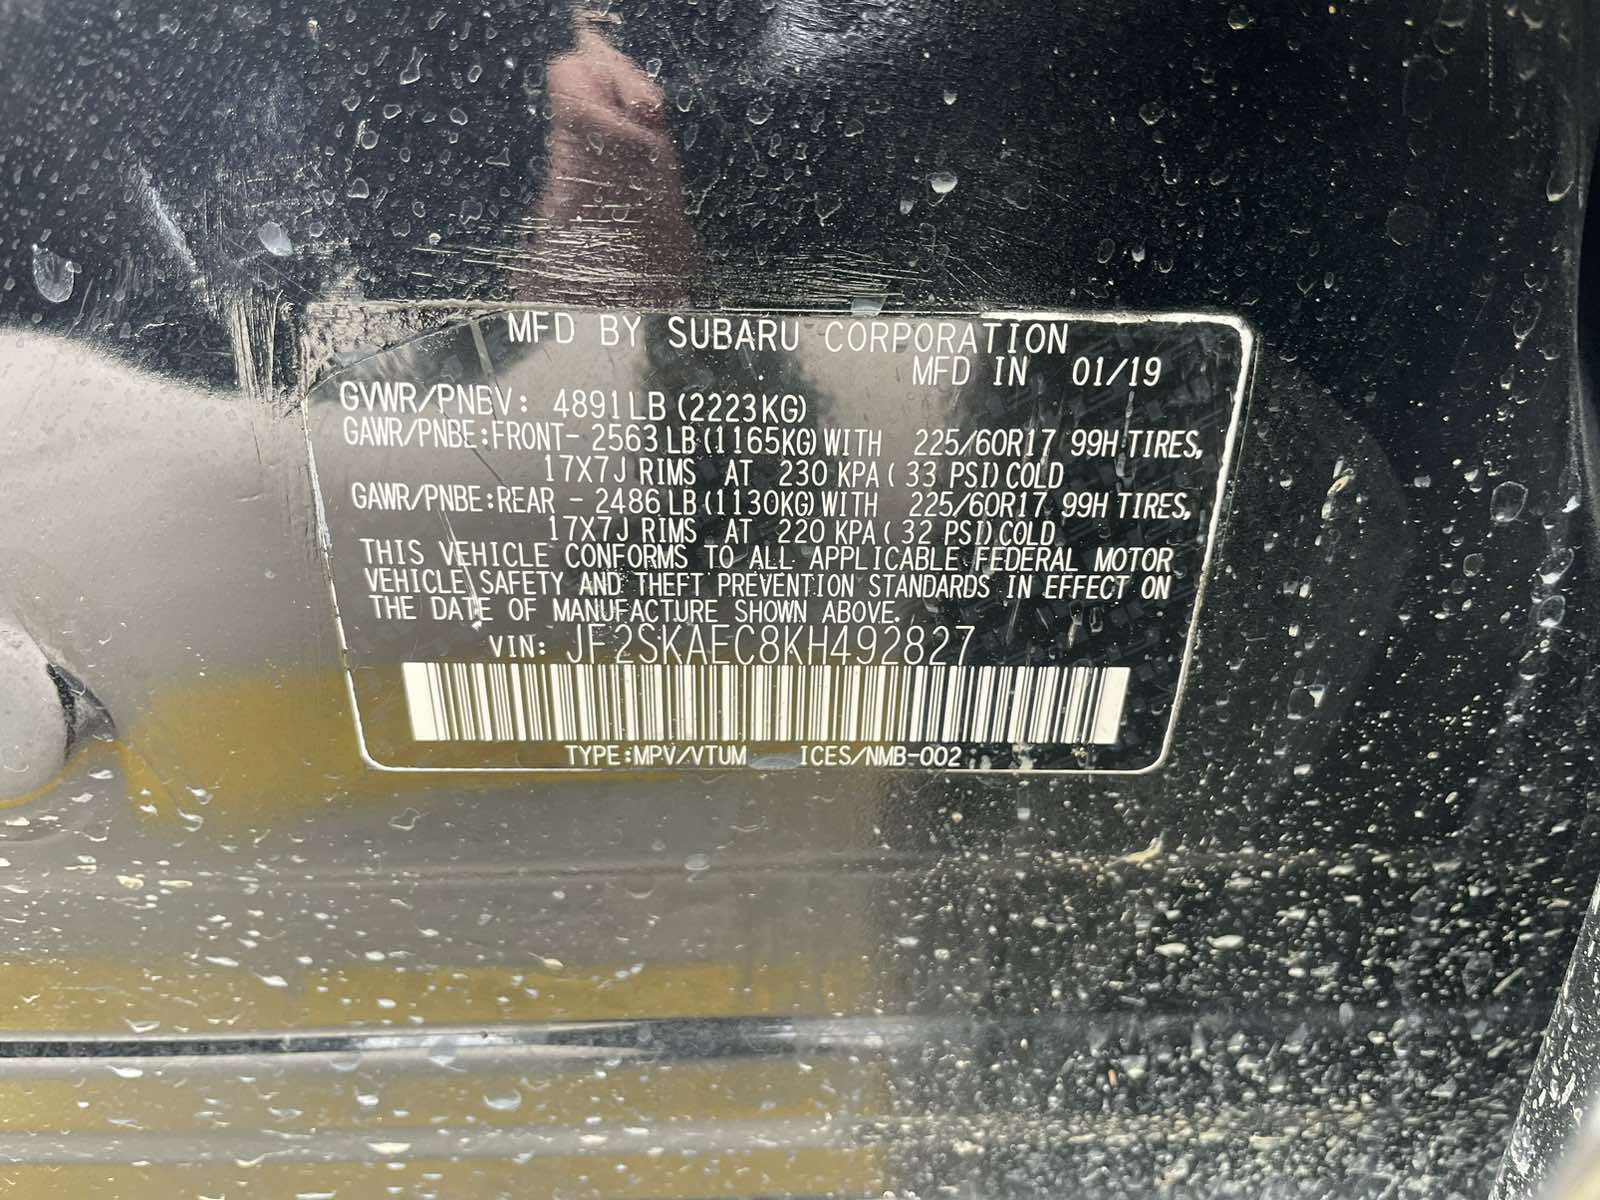 MFD BY SUBARU CORPORATION
MFD IN 01/19
GVWR/PNBV: 4891LB (2223KG)
GAWR/PNBE:FRONT- 2563 LB (1165KG) WITH 225/60R17 99H TIRES,
17X7J RIMS AT 230 KPA ( 33 PSI) COLD
GAWR/PNBE:REAR - 2486 LB (1130KG) WITH 225/60R17 99H TIRES,
17X7J RIMS AT 220 KPA ( 32 PSI) COLD
THIS VEHICLE CONFORMS TO ALL APPLICABLE FEDERAL MOTOR
VEHICLE SAFETY AND THEFT PREVENTION STANDARDS IN EFFECT ON
THE DATE OF MANUFACTURE SHOWN ABOVE.
VIN: JF2SKAEC8KH492827
TYPE:MPV/VTUM ICES/NMB-002